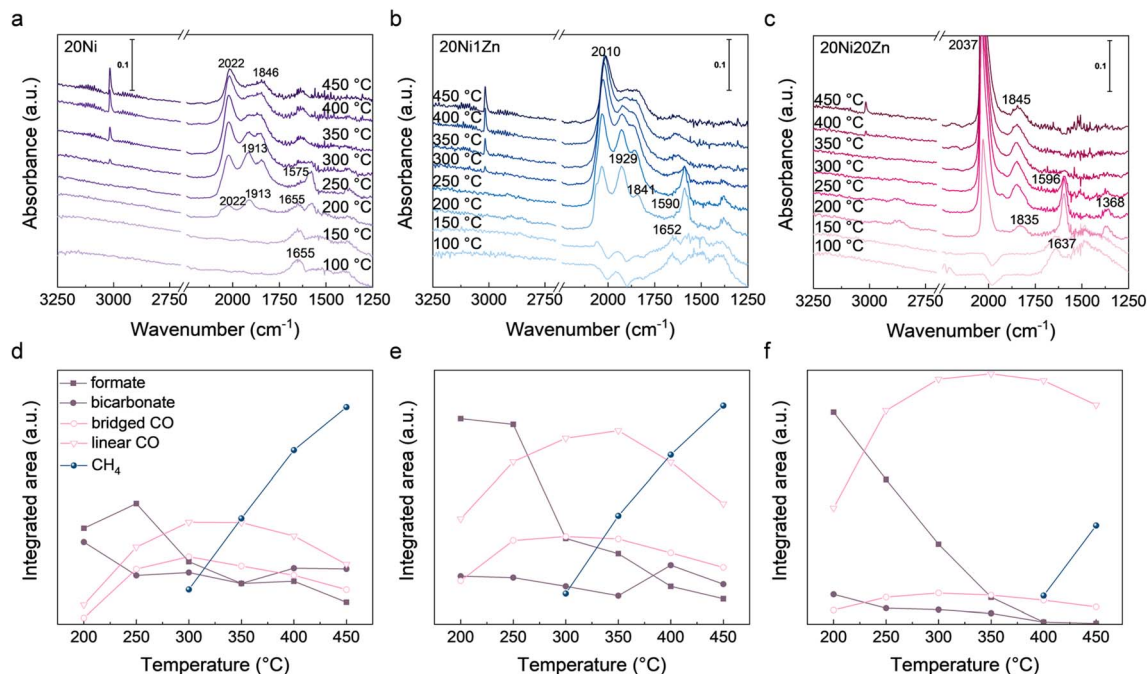 a
20Ni
0.1
2022
1846
450 °C
400 °C
350 °C
1913
300 °C
1575
250 °C
2022
1913
1655
200 °C
150 °C
1655
100 °C
3250
3000
2000
1750
1500
1250
Wavenumber (cm⁻¹)
Absorbance (a.u.)
b
20Ni1Zn
0.1
2010
450 °C
400 °C
350 °C
300 °C
1929
250 °C
1841
1590
200 °C
150 °C
1652
100 °C
3250
3000
2000
1750
1500
1250
Wavenumber (cm⁻¹)
Absorbance (a.u.)
c
20Ni20Zn
2037
0.1
450 °C
1845
400 °C
350 °C
300 °C
250 °C
1596
1368
200 °C
150 °C
1835
1637
100 °C
3250
3000
2000
1750
1500
1250
Wavenumber (cm⁻¹)
Absorbance (a.u.)
d
formate
bicarbonate
bridged CO
linear CO
CH₄
200
250
300
350
400
450
Temperature (°C)
Integrated area (a.u.)
e
200
250
300
350
400
450
Temperature (°C)
Integrated area (a.u.)
f
200
250
300
350
400
450
Temperature (°C)
Integrated area (a.u.)